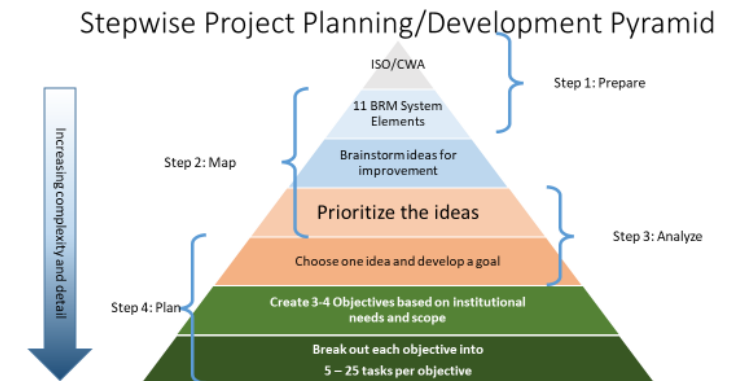 Stepwise Project Planning/Development Pyramid
ISO/CWA
Step 1: Prepare
11 BRM System
Elements
Step 2: Map
Brainstorm ideas for
improvement
Prioritize the ideas
Step 3: Analyze
Choose one idea and develop a goal
Step 4: Plan
Create 3-4 Objectives based on institutional
needs and scope
Break out each objective into
5 – 25 tasks per objective
Increasing complexity and detail